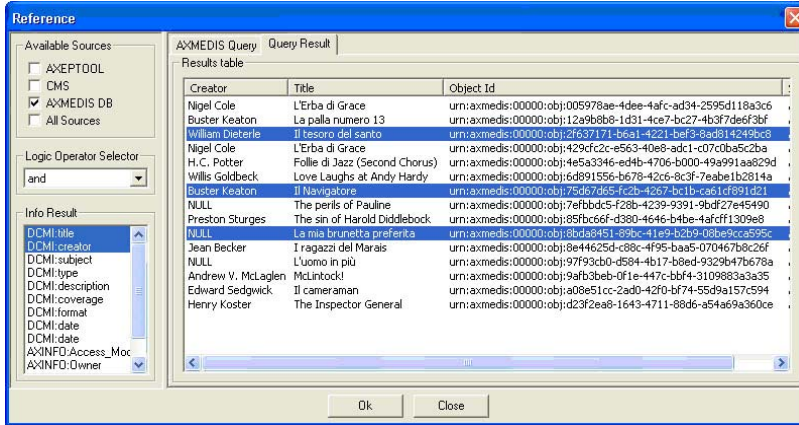 Reference
Available Sources
AXEPTOOL
CMS
AXMEDIS DB
All Sources
Logic Operator Selector
and
Info Result
DCMI:title
DCMI:creator
DCMI:subject
DCMI:type
DCMI:description
DCMI:coverage
DCMI:format
DCMI:date
DCMI:date
AXINFO:Access_Moc
AXINFO:Owner
AXMEDIS Query Query Result
Results table
Creator Title Object Id
Nigel Cole L'Erba di Grace urn:axmedis:00000:obj:005978ae-4dee-4afc-ad34-2595d118a3c6
Buster Keaton La palla numero 13 urn:axmedis:00000:obj:12a9b8b8-1d31-4ce7-bc27-4b3f7de6f3bf
William Dieterle Il tesoro del santo urn:axmedis:00000:obj:2f637171-b6a1-4221-bef3-8ad814249bc8
Nigel Cole L'Erba di Grace urn:axmedis:00000:obj:429cfc2c-e563-40e8-adc1-c07c0ba5c2ba
H.C. Potter Follie di Jazz (Second Chorus) urn:axmedis:00000:obj:4e5a3346-ed4b-4706-b000-49a991aa829d
Willis Goldbeck Love Laughs at Andy Hardy urn:axmedis:00000:obj:6d891556-b678-42c6-8c3f-7eabe1b2814a
Buster Keaton Il Navigatore urn:axmedis:00000:obj:75d67d65-fc2b-4267-bc1b-ca61cf891d21
NULL The perils of Pauline urn:axmedis:00000:obj:7efbbdc5-f28b-4239-9391-9bdf27e45490
Preston Sturges The sin of Harold Diddlebock urn:axmedis:00000:obj:85fbc66f-d380-4646-b4be-4afcff1309e8
NULL La mia brunetta preferita urn:axmedis:00000:obj:8bda8451-89bc-41e9-b2b9-08be9cca595c
Jean Becker I ragazzi del Marais urn:axmedis:00000:obj:8e44625d-c88c-4f95-baa5-070467b8c26f
NULL L'uomo in più urn:axmedis:00000:obj:97f93cb0-d584-4b17-b8ed-9329b47b678a
Andrew V. McLaglen McLintock! urn:axmedis:00000:obj:9afb3beb-0f1e-447c-bbf4-3109883a3a35
Edward Sedgwick Il cameraman urn:axmedis:00000:obj:a08e51cc-2ad0-42f0-bf74-55d9a157c594
Henry Koster The Inspector General urn:axmedis:00000:obj:d23f2ea8-1643-4711-88d6-a54a69a360ce
Ok Close